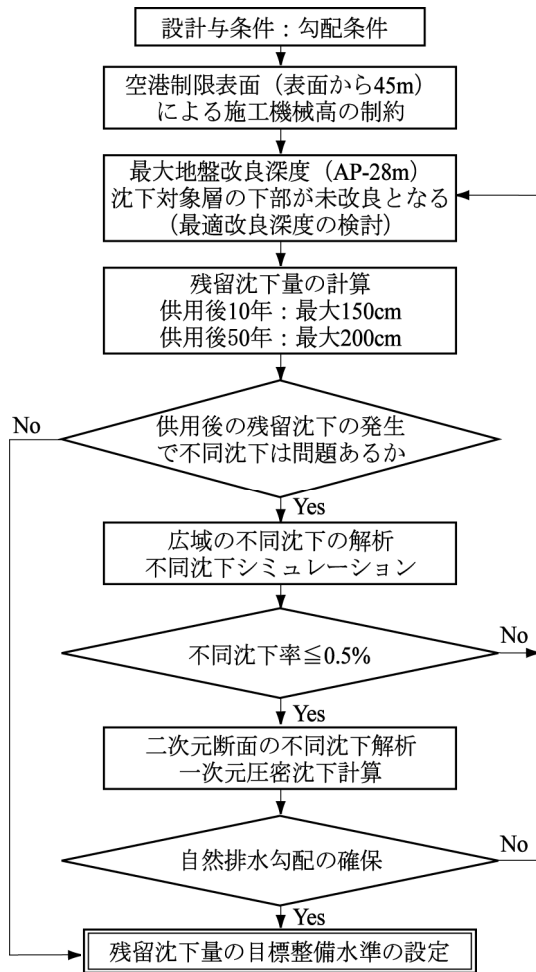 設計与条件：勾配条件
空港制限表面（表面から45m）
による施工機械高の制約
最大地盤改良深度（AP-28m）
沈下対象層の下部が未改良となる
（最適改良深度の検討）
残留沈下量の計算
供用後10年：最大150cm
供用後50年：最大200cm
No
供用後の残留沈下の発生
で不同沈下は問題あるか
Yes
広域の不同沈下の解析
不同沈下シミュレーション
No
不同沈下率≦0.5%
Yes
二次元断面の不同沈下解析
一次元圧密沈下計算
No
自然排水勾配の確保
Yes
残留沈下量の目標整備水準の設定